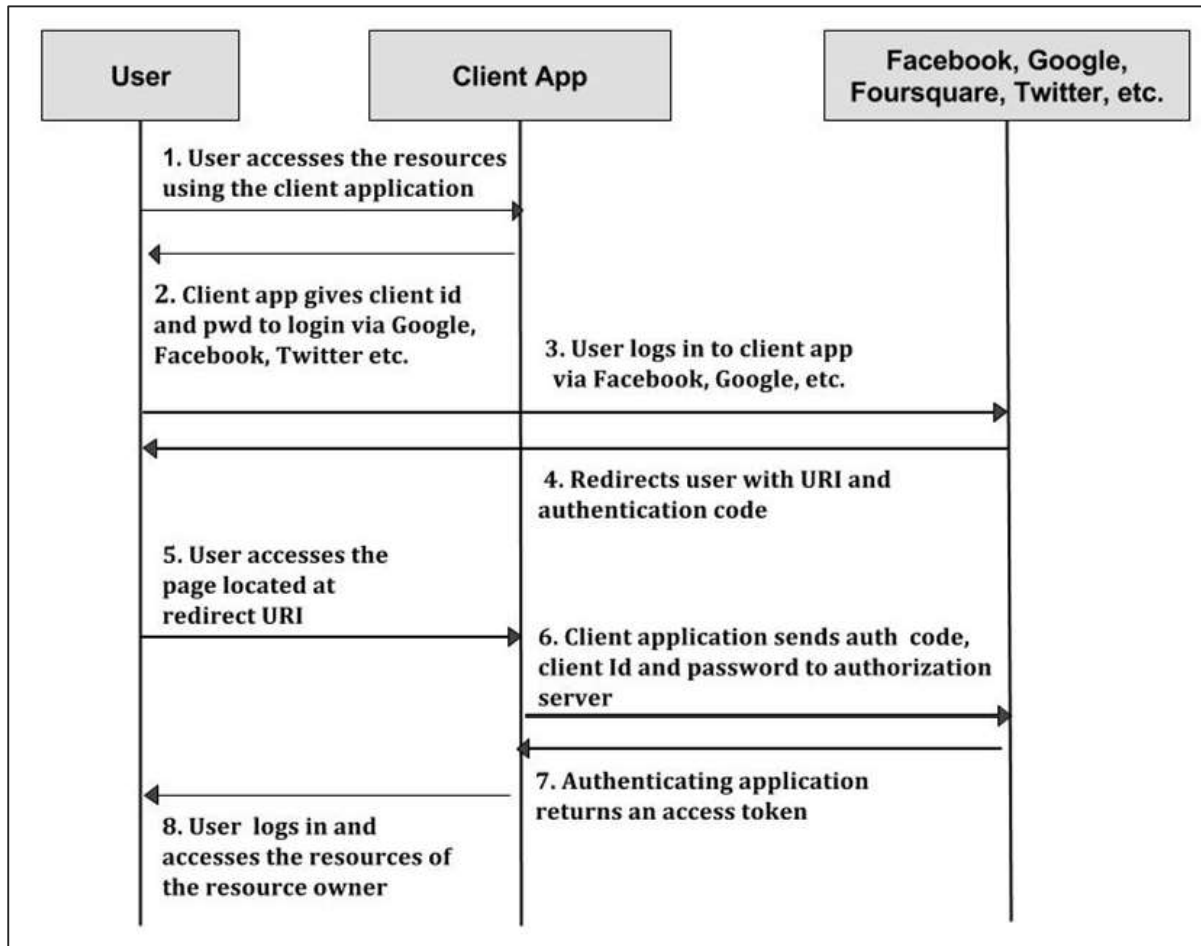 User
Client App
Facebook, Google,
Foursquare, Twitter, etc.
1. User accesses the resources
using the client application
2. Client app gives client id
and pwd to login via Google,
Facebook, Twitter etc.
3. User logs in to client app
via Facebook, Google, etc.
4. Redirects user with URI and
authentication code
5. User accesses the
page located at
redirect URI
6. Client application sends auth code,
client Id and password to authorization
server
7. Authenticating application
returns an access token
8. User logs in and
accesses the resources of
the resource owner